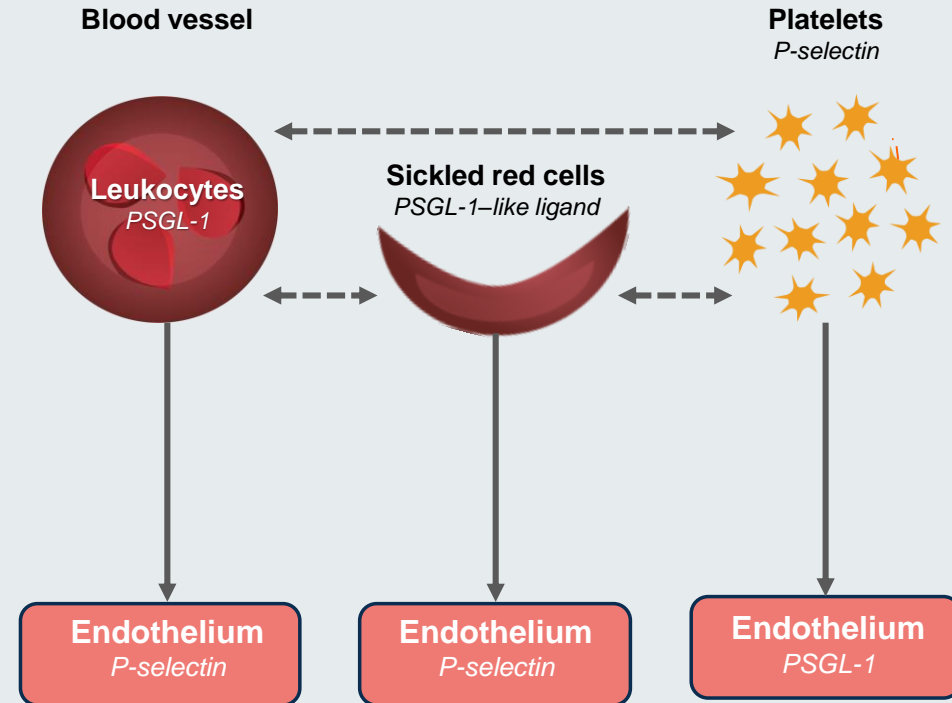 Blood vessel
Platelets
P-selectin
Leukocytes
PSGL-1
Sickled red cells
PSGL-1–like ligand
Endothelium
P-selectin
Endothelium
P-selectin
Endothelium
PSGL-1